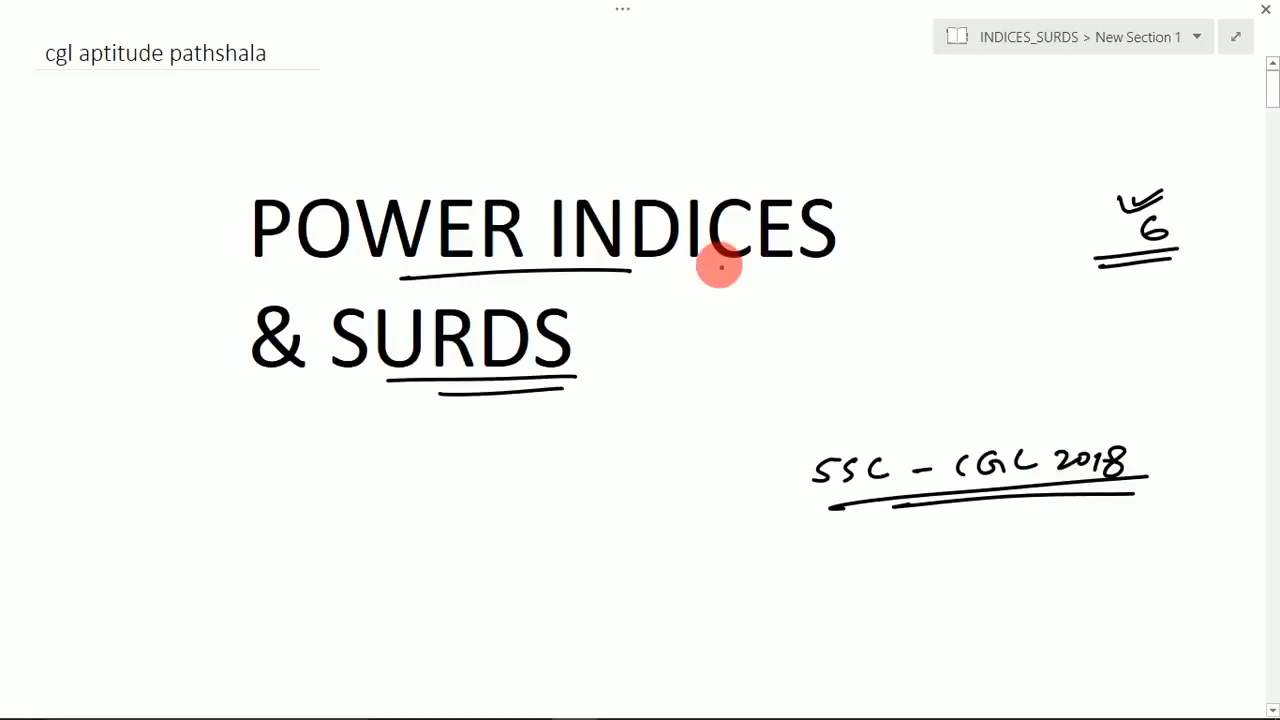 cgl aptitude pathshala
INDICES_SURDS > New Section 1
POWER INDICES
6
& SURDS
SSC - CGL 2018